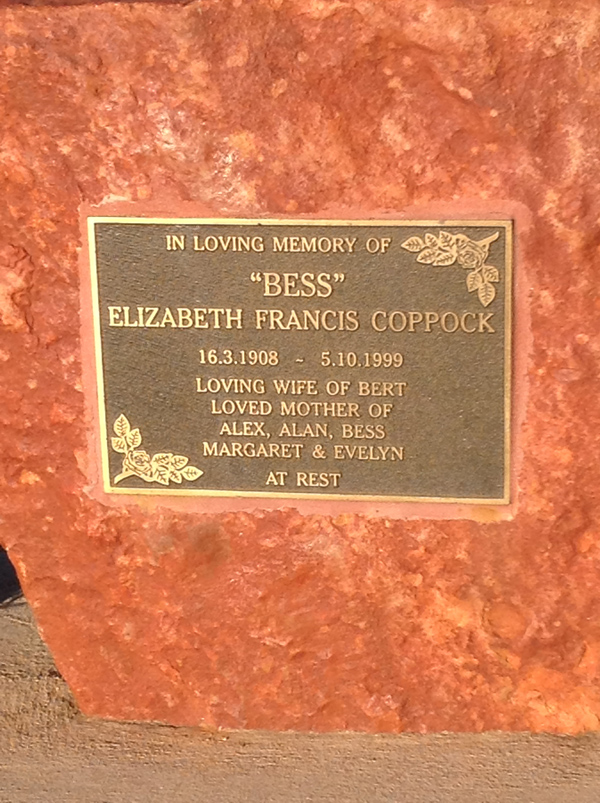 IN LOVING MEMORY OF
"BESS"
ELIZABETH FRANCIS COPPOCK
16.3.1908 ~ 5.10.1999
LOVING WIFE OF BERT
LOVED MOTHER OF
ALEX, ALAN, BESS
MARGARET & EVELYN
AT REST